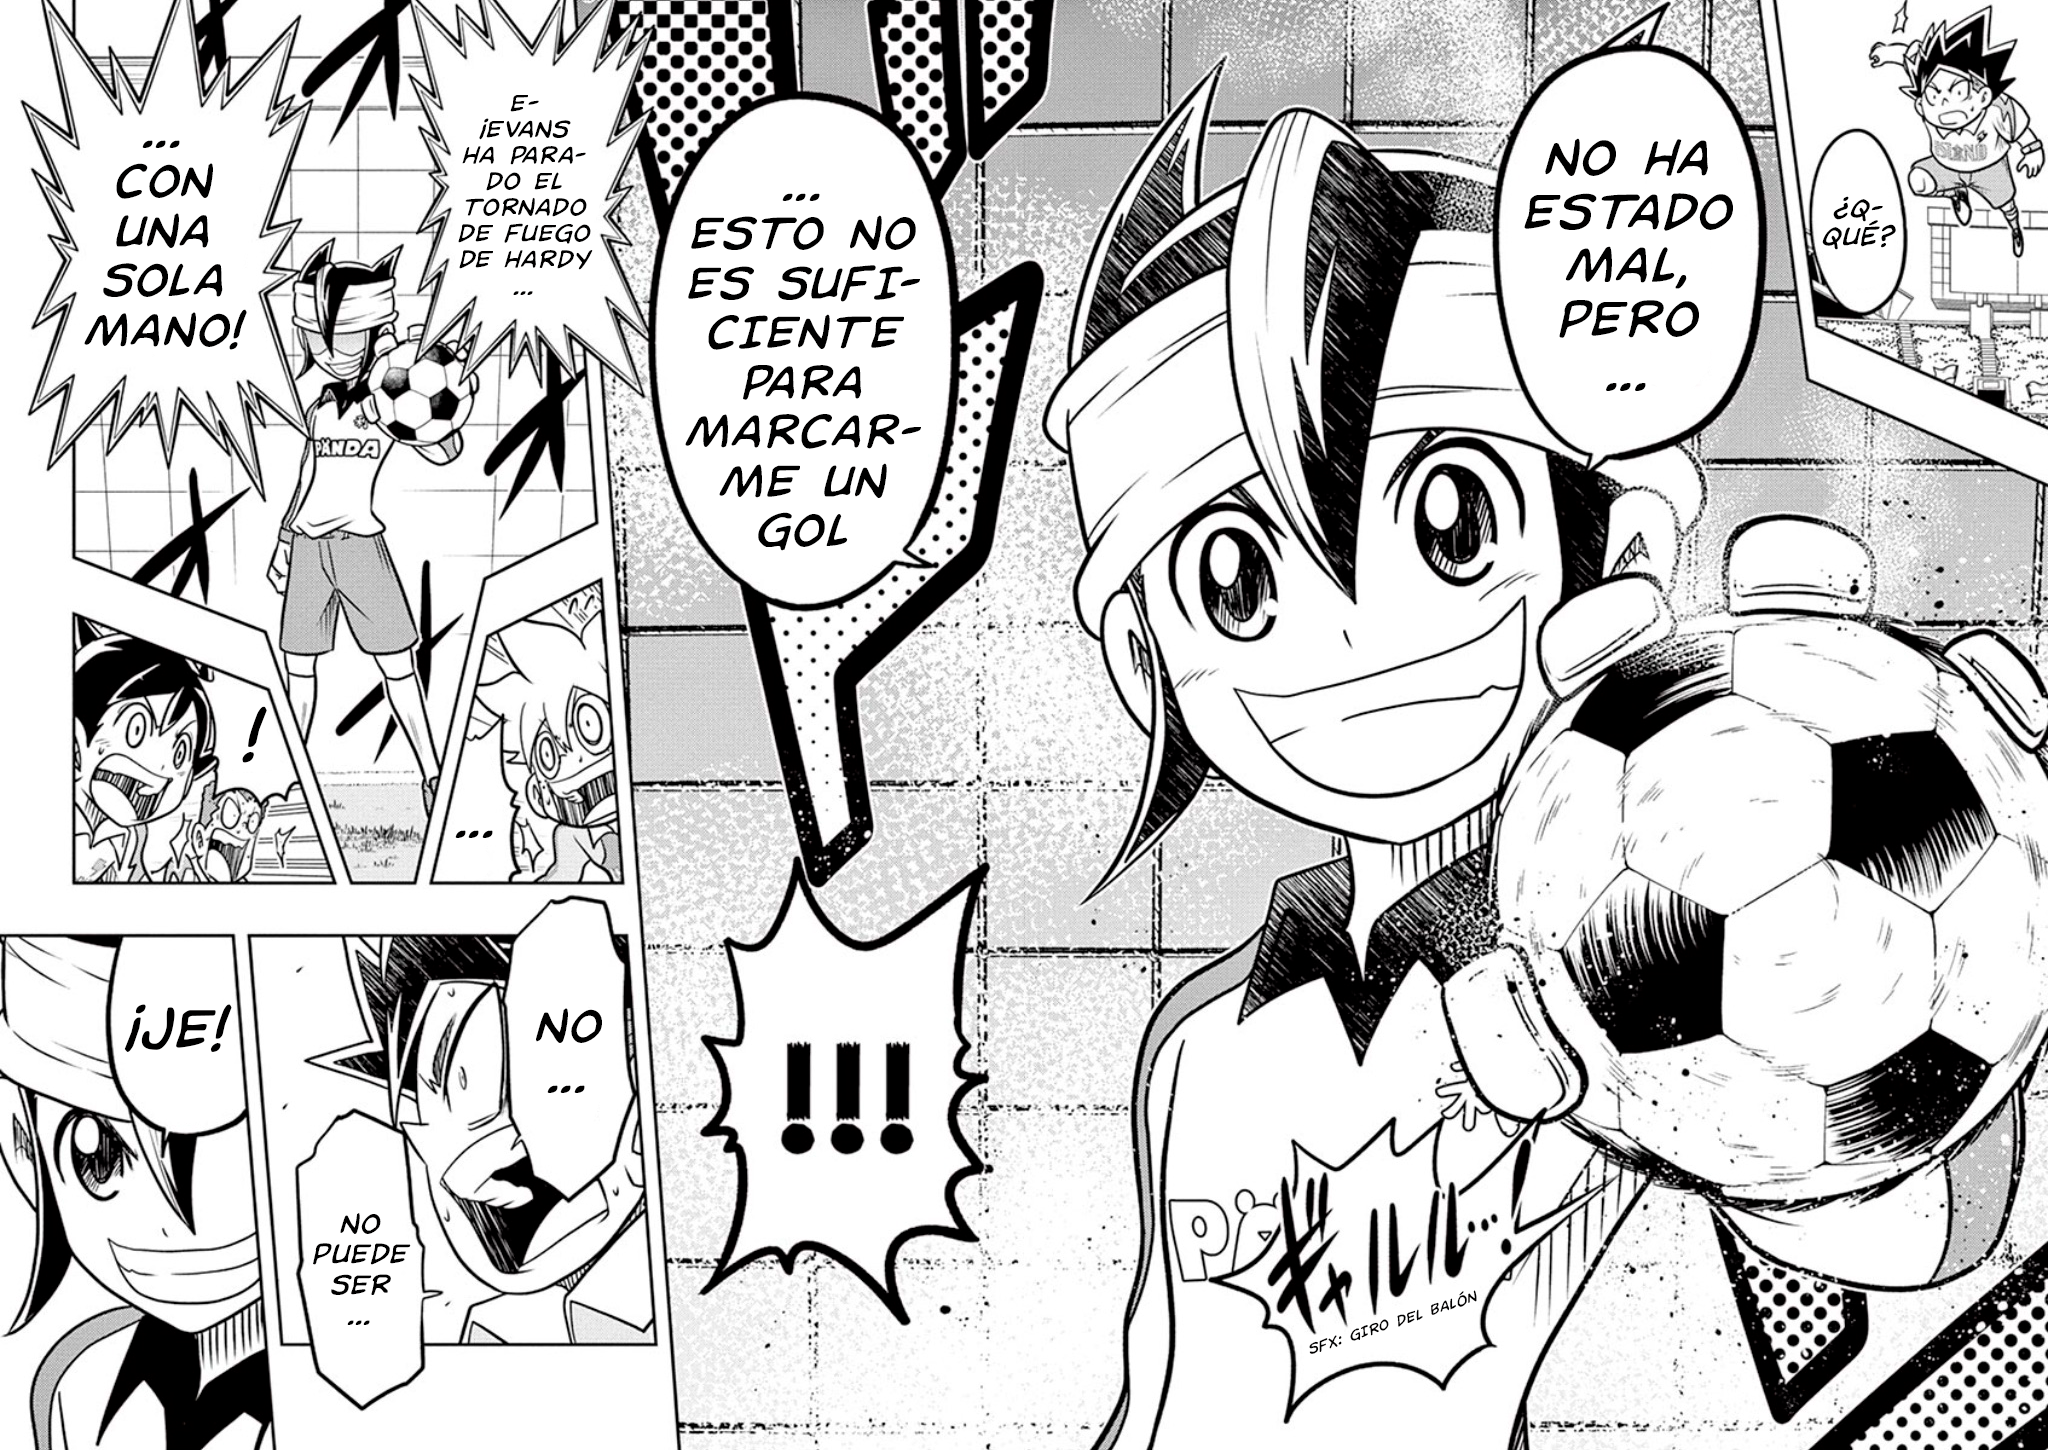 ¿Q-
QUÉ?
NO HA
ESTADO
MAL,
PERO
...
...
ESTO NO
ES SUFI-
CIENTE
PARA
MARCAR-
ME UN
GOL
!!!
ギャルルル…!
SFX: GIRO DEL BALÓN
E-
¡EVANS
HA PARA-
DO EL
TORNADO
DE FUEGO
DE HARDY
...
...
CON
UNA
SOLA
MANO!
PANDA
...
!
NO
...
NO
PUEDE
SER
...
¡JE!